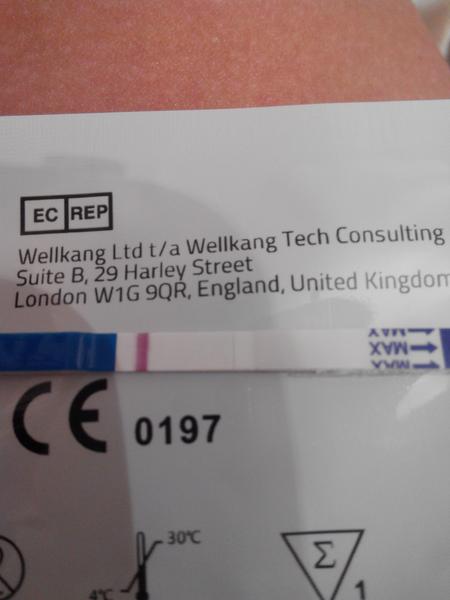 EC REP
Wellkang Ltd t/a Wellkang Tech Consulting
Suite B, 29 Harley Street
London W1G 9QR, England, United Kingdom
MAX
MAX
MAX
CE 0197
30°C
4°C
Σ
1